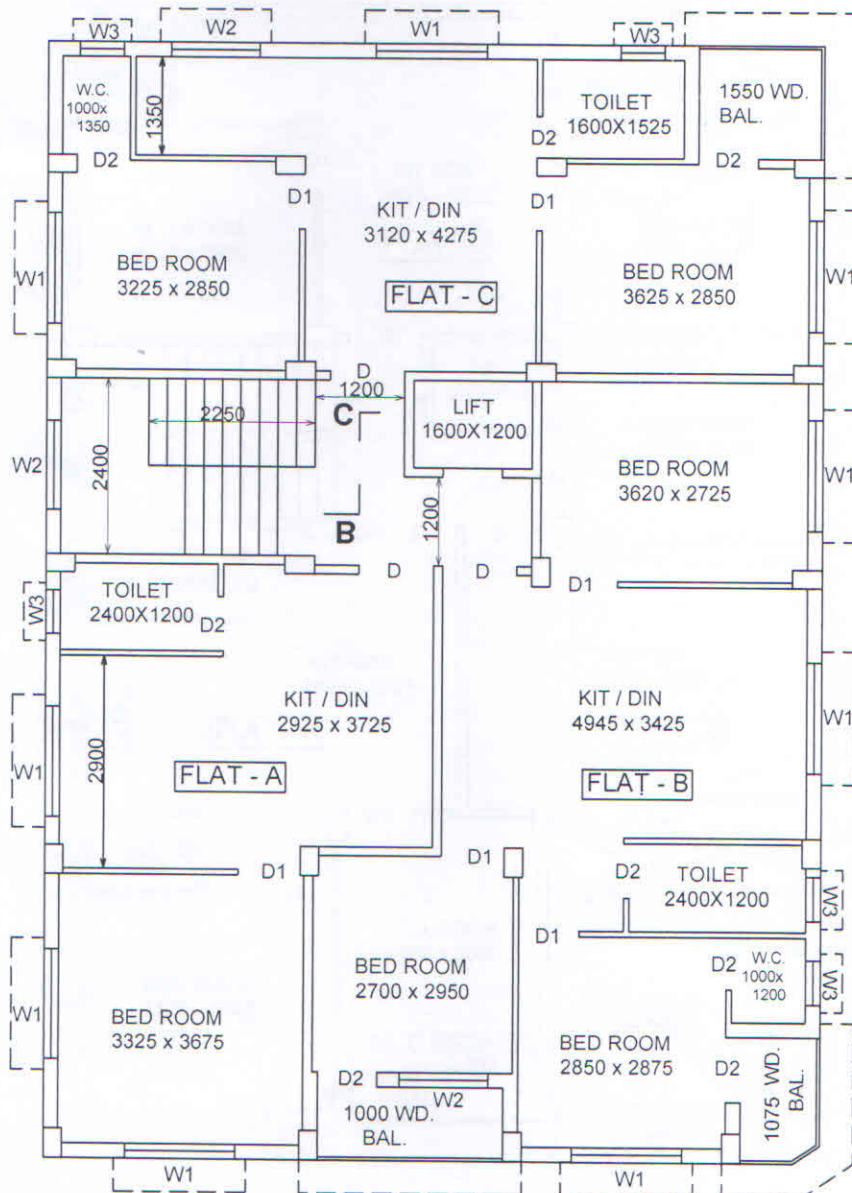 W3
W2
W1
W3
W.C.
1000x
1350
1350
TOILET
1600X1525
1550 WD.
BAL.
D2
D2
D2
D1
D1
KIT / DIN
3120 x 4275
BED ROOM
3225 x 2850
FLAT - C
BED ROOM
3625 x 2850
W1
W1
D
1200
2250
C
LIFT
1600X1200
2400
W2
BED ROOM
3620 x 2725
W1
B
1200
D
D
D1
TOILET
2400X1200
W3
D2
KIT / DIN
2925 x 3725
KIT / DIN
4945 x 3425
2900
W1
W1
FLAT - A
FLAT - B
D1
D1
D2
TOILET
2400X1200
W3
D1
W.C.
1000x
1200
D2
W3
BED ROOM
2700 x 2950
W1
BED ROOM
3325 x 3675
BED ROOM
2850 x 2875
D2
W2
1000 WD.
BAL.
D2
1075 WD.
BAL.
W1
W1